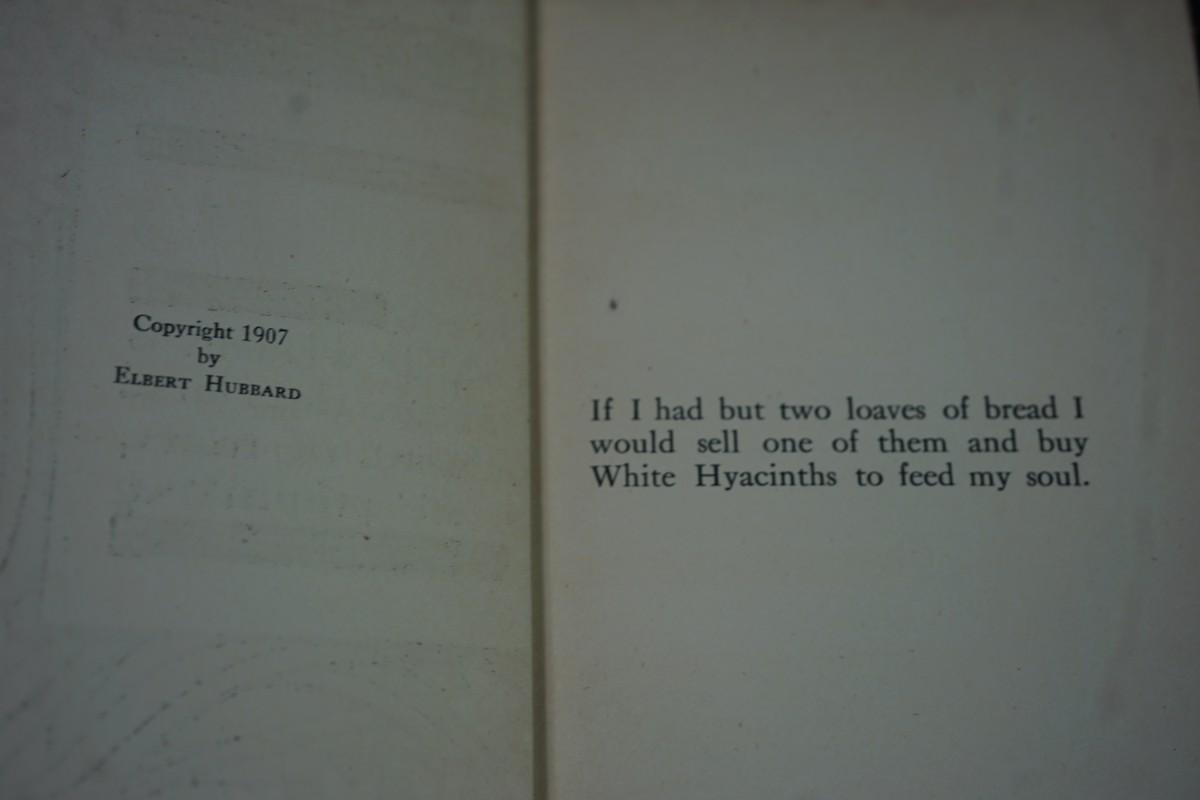 Copyright 1907
by
ELBERT HUBBARD
If I had but two loaves of bread I
would sell one of them and buy
White Hyacinths to feed my soul.